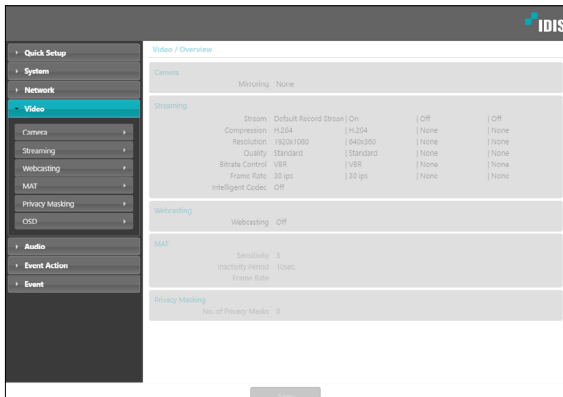 IDIS
Quick Setup
System
Network
Video
Camera
Streaming
Webcasting
MAT
Privacy Masking
OSD
Audio
Event Action
Event
Video / Overview
Camera
Mirroring None
Streaming
Stream Default Record Stream | On | Off | Off
Compression H.264 | H.264 | None | None
Resolution 1920x1080 | 640x360 | None | None
Quality Standard | Standard | None | None
Bitrate Control VBR | VBR | None | None
Frame Rate 30 ips | 30 ips | None | None
Intelligent Codec Off
Webcasting
Webcasting Off
MAT
Sensitivity 3
Inactivity Period 10sec.
Frame Rate
Privacy Masking
No. of Privacy Masks 0
Save